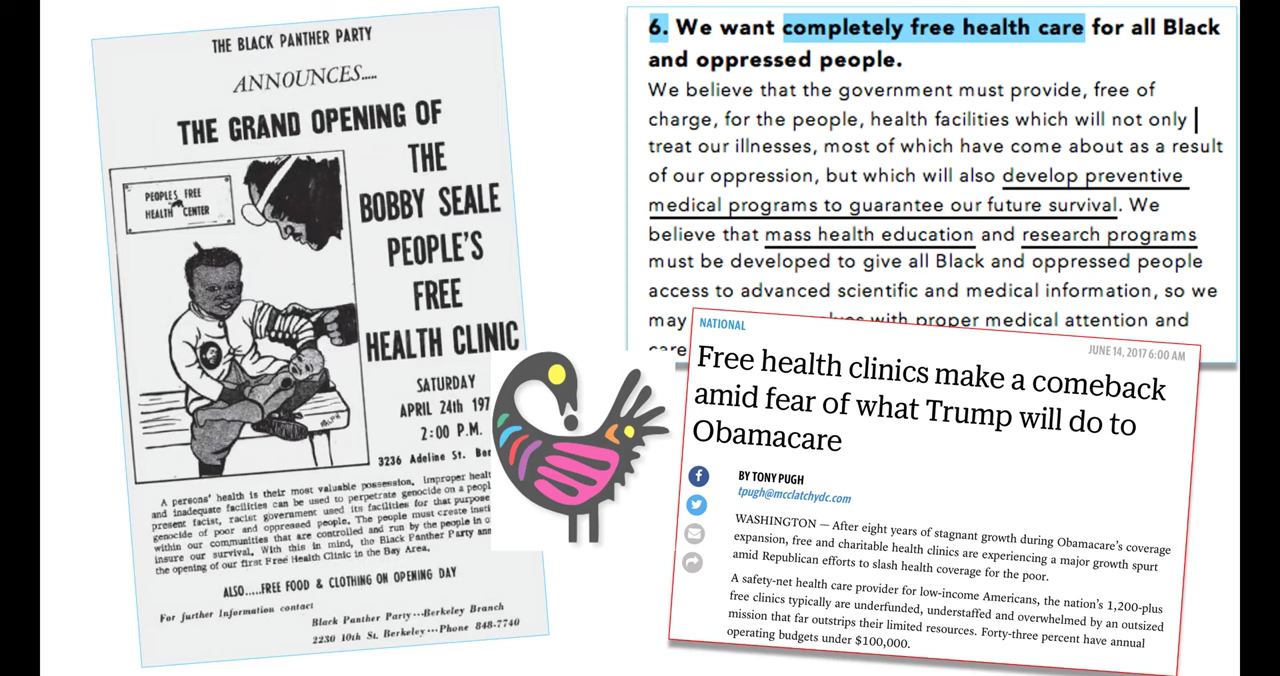 THE BLACK PANTHER PARTY
ANNOUNCES.....
THE GRAND OPENING OF
THE
BOBBY SEALE
PEOPLE'S
FREE
HEALTH CLINIC
PEOPLES FREE
HEALTH CENTER
SATURDAY
APRIL 24th 197
2:00 P.M.
3236 Adeline St.
A persons' health is their most valuable possession. Improper
and inadequate facilities can be used to perpetrate genocide on a
present facist, racist government used its facilities for that purpose
genocide of poor and oppressed people. The people must create
within our communities that are controlled and run by the people in
insure our survival. With this in mind, the Black Panther Party
the opening of our first Free Health Clinic in the Bay Area.
ALSO.....FREE FOOD & CLOTHING ON OPENING DAY
For further Information contact
Black Panther Party...Berkeley Branch
2230 10th St. Berkeley...Phone 848-7740
6. We want completely free health care for all Black
and oppressed people.
We believe that the government must provide, free of
charge, for the people, health facilities which will not only
treat our illnesses, most of which have come about as a result
of our oppression, but which will also develop preventive
medical programs to guarantee our future survival. We
believe that mass health education and research programs
must be developed to give all Black and oppressed people
access to advanced scientific and medical information, so we
may with proper medical attention and
NATIONAL
JUNE 14, 2017 6:00 AM
Free health clinics make a comeback
amid fear of what Trump will do to
Obamacare
BY TONY PUGH
tpugh@mcclatchydc.com
WASHINGTON — After eight years of stagnant growth during Obamacare's coverage
expansion, free and charitable health clinics are experiencing a major growth spurt
amid Republican efforts to slash health coverage for the poor.
A safety-net health care provider for low-income Americans, the nation's 1,200-plus
free clinics typically are underfunded, understaffed and overwhelmed by an outsized
mission that far outstrips their limited resources. Forty-three percent have annual
operating budgets under $100,000.